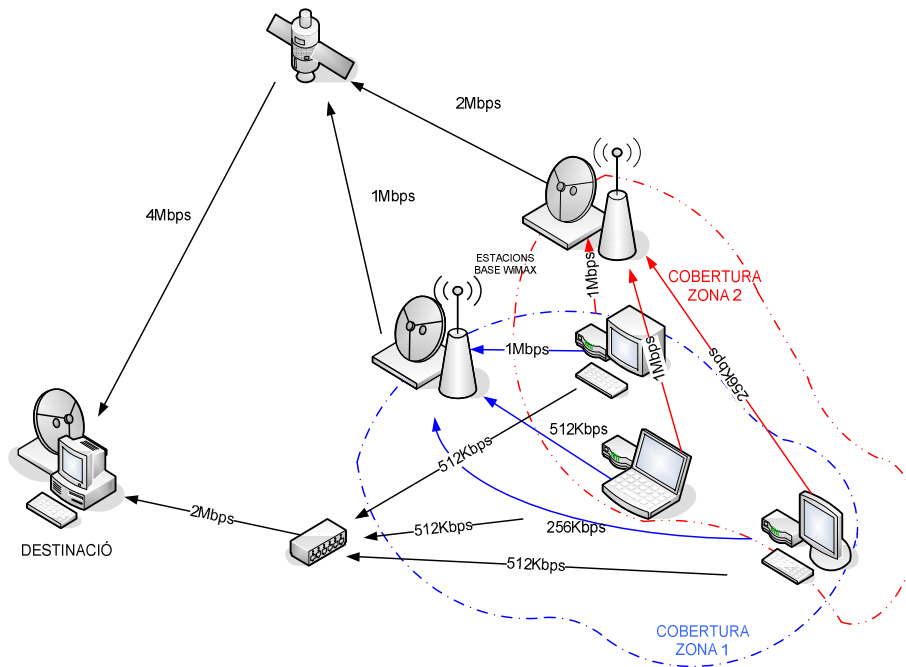 2Mbps
1Mbps
4Mbps
ESTACIONS
BASE WiMAX
COBERTURA
ZONA 2
1Mbps
1Mbps
1Mbps
256Kbps
512Kbps
512Kbps
2Mbps
512Kbps
256Kbps
512Kbps
DESTINACIÓ
COBERTURA
ZONA 1